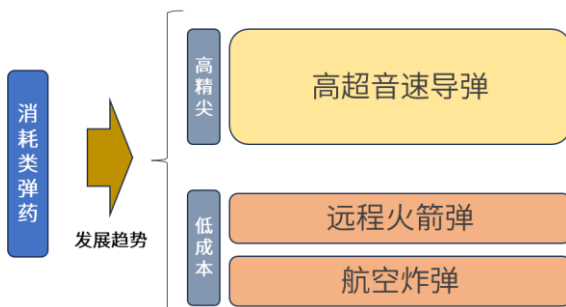 消耗类弹药
发展趋势
高精尖
高超音速导弹
低成本
远程火箭弹
航空炸弹